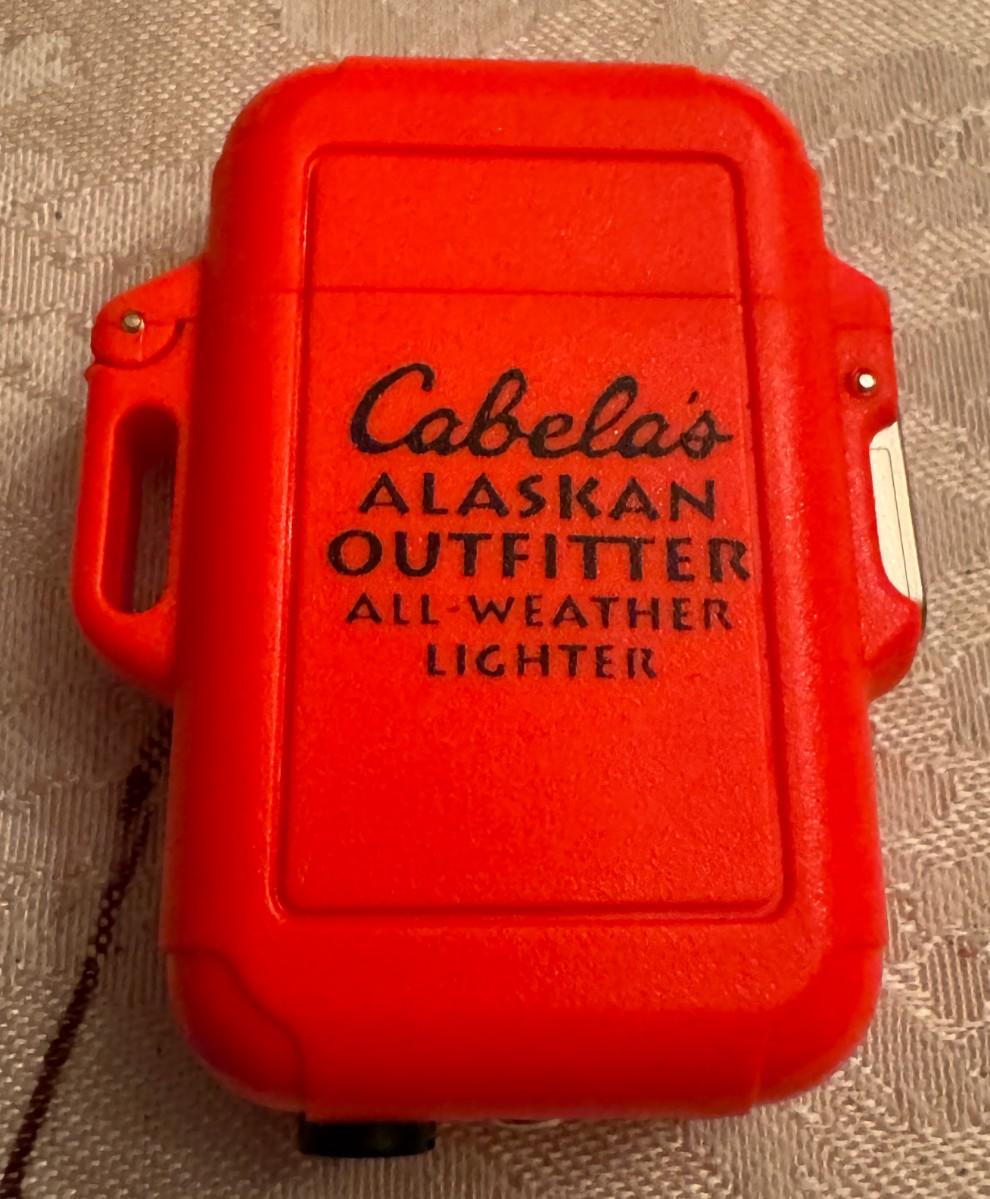 Cabela's
ALASKAN
OUTFITTER
ALL-WEATHER
LIGHTER